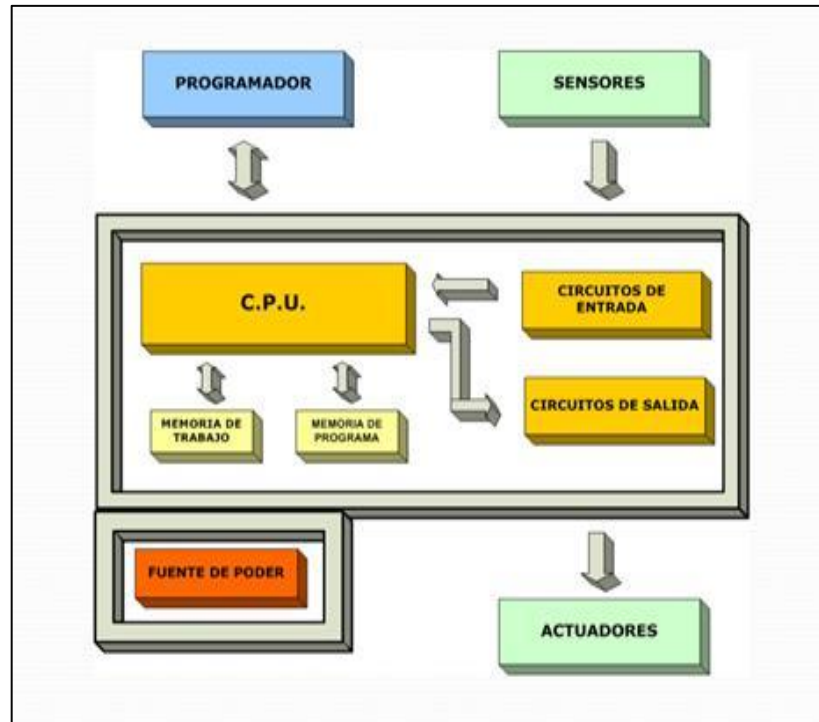 PROGRAMADOR
SENSORES
C.P.U.
CIRCUITOS DE
ENTRADA
MEMORIA DE
TRABAJO
MEMORIA DE
PROGRAMA
CIRCUITOS DE SALIDA
FUENTE DE PODER
ACTUADORES